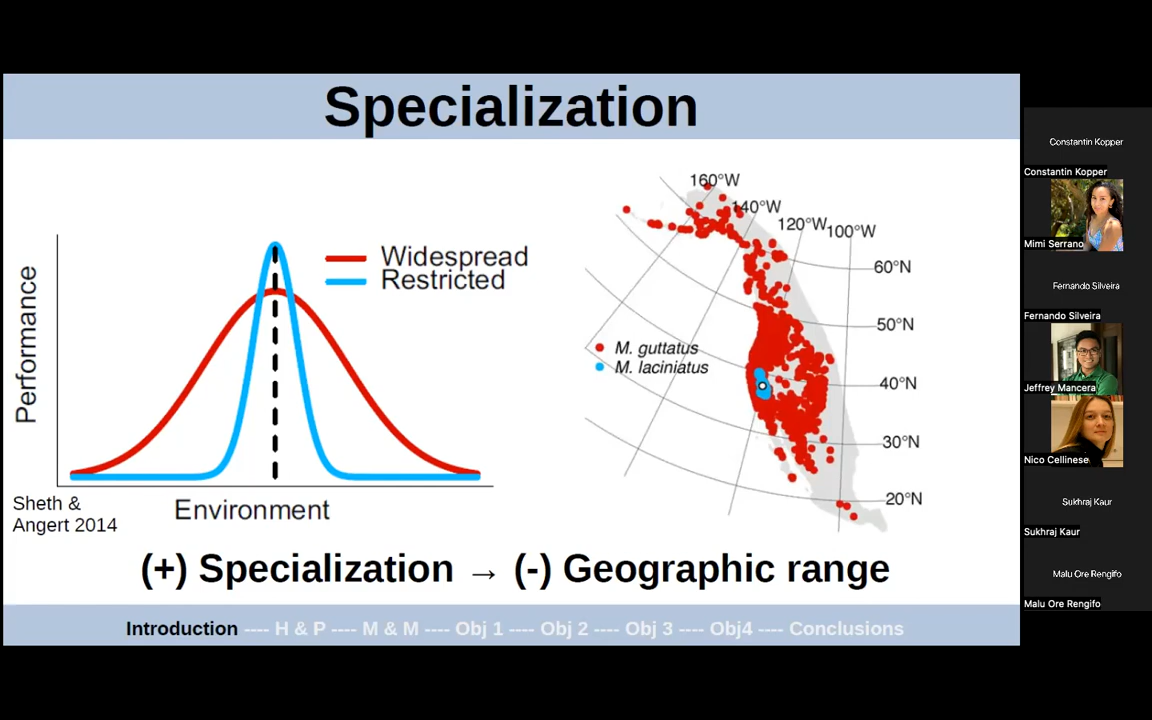 Specialization
Performance
Widespread
Restricted
Sheth &
Angert 2014
Environment
160°W
140°W
120°W
100°W
60°N
50°N
40°N
30°N
20°N
M. guttatus
M. laciniatus
(+) Specialization → (-) Geographic range
Introduction ---- H & P ---- M & M ---- Obj 1 ---- Obj 2 ---- Obj 3 ---- Obj4 ---- Conclusions
Constantin Kopper
Constantin Kopper
Mimi Serrano
Fernando Silveira
Fernando Silveira
Jeffrey Mancera
Nico Cellinese
Sukhraj Kaur
Sukhraj Kaur
Malu Ore Rengifo
Malu Ore Rengifo